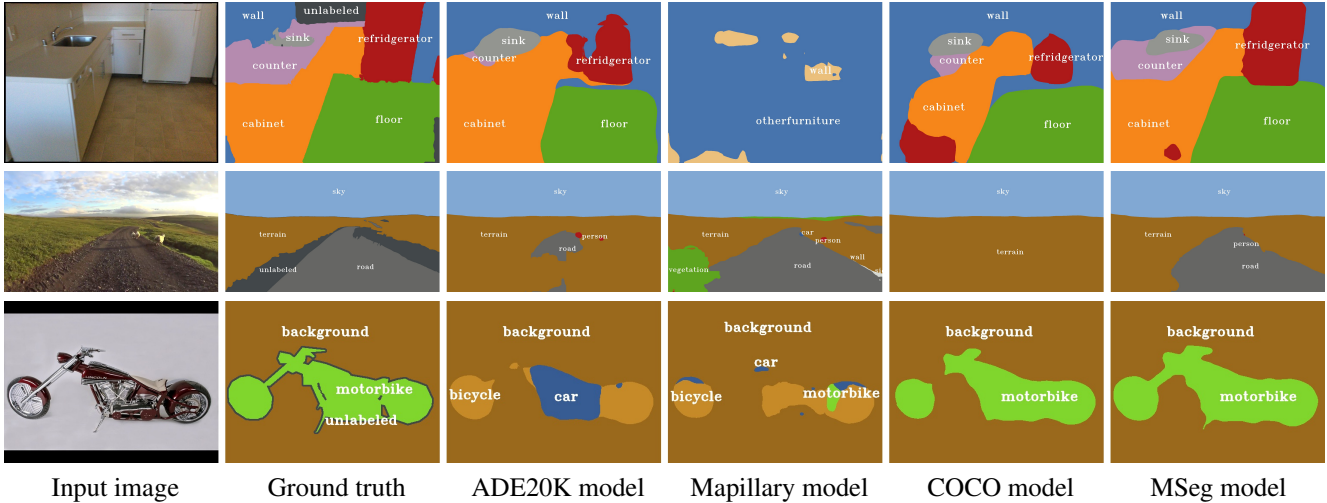 wall
unlabeled
sink
refridgerator
counter
cabinet
floor
wall
sink
counter
refridgerator
cabinet
floor
wall
otherfurniture
wall
sink
counter
refridgerator
cabinet
floor
wall
sink
refridgerator
counter
cabinet
floor
sky
terrain
unlabeled
road
sky
terrain
person
road
sky
terrain
car
person
wall
vegetation
road
sky
terrain
sky
terrain
person
road
background
motorbike
unlabeled
background
bicycle
car
background
car
bicycle
motorbike
background
motorbike
background
motorbike
Input image
Ground truth
ADE20K model
Mapillary model
COCO model
MSeg model